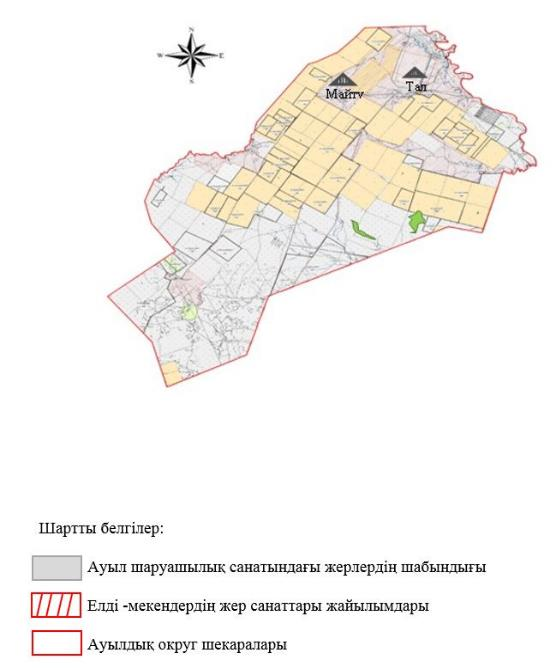 N
W
E
S
Майту
Тал
Шартты белгілер:
Ауыл шаруашылық санатындағы жерлердің шабындығы
Елді -мекендердің жер санаттары жайылымдары
Ауылдық округ шекаралары